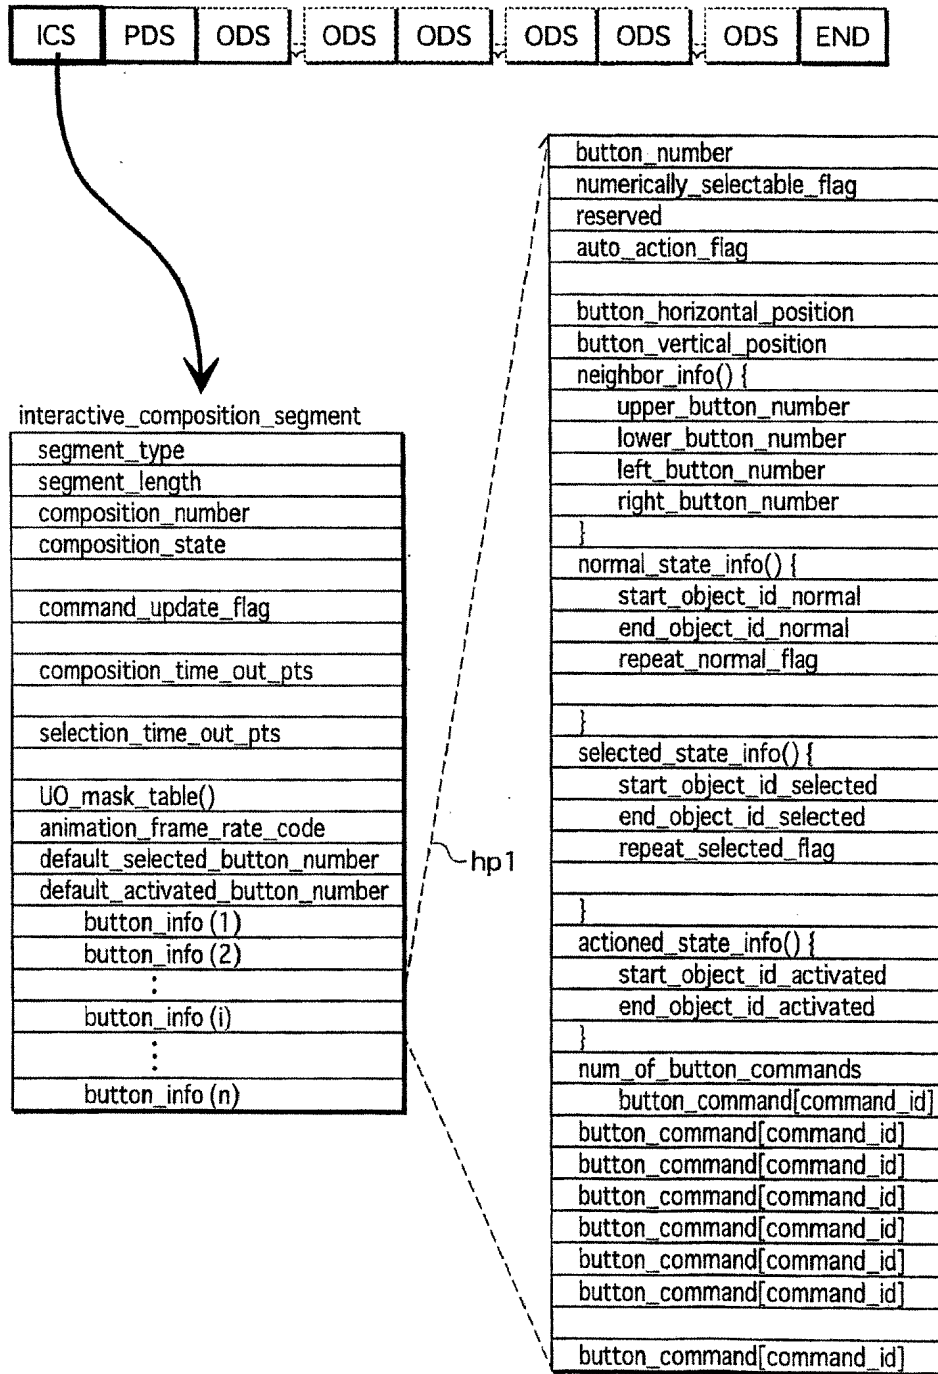 ICS PDS ODS ODS ODS ODS ODS ODS END
interactive_composition_segment
segment_type
segment_length
composition_number
composition_state
command_update_flag
composition_time_out_pts
selection_time_out_pts
UO_mask_table()
animation_frame_rate_code
default_selected_button_number
default_activated_button_number
button_info (1)
button_info (2)
⋮
button_info (i)
⋮
button_info (n)
hp1
button_number
numerically_selectable_flag
reserved
auto_action_flag
button_horizontal_position
button_vertical_position
neighbor_info() {
upper_button_number
lower_button_number
left_button_number
right_button_number
}
normal_state_info() {
start_object_id_normal
end_object_id_normal
repeat_normal_flag
}
selected_state_info() {
start_object_id_selected
end_object_id_selected
repeat_selected_flag
}
actioned_state_info() {
start_object_id_activated
end_object_id_activated
}
num_of_button_commands
button_command[command_id]
button_command[command_id]
button_command[command_id]
button_command[command_id]
button_command[command_id]
button_command[command_id]
button_command[command_id]
button_command[command_id]